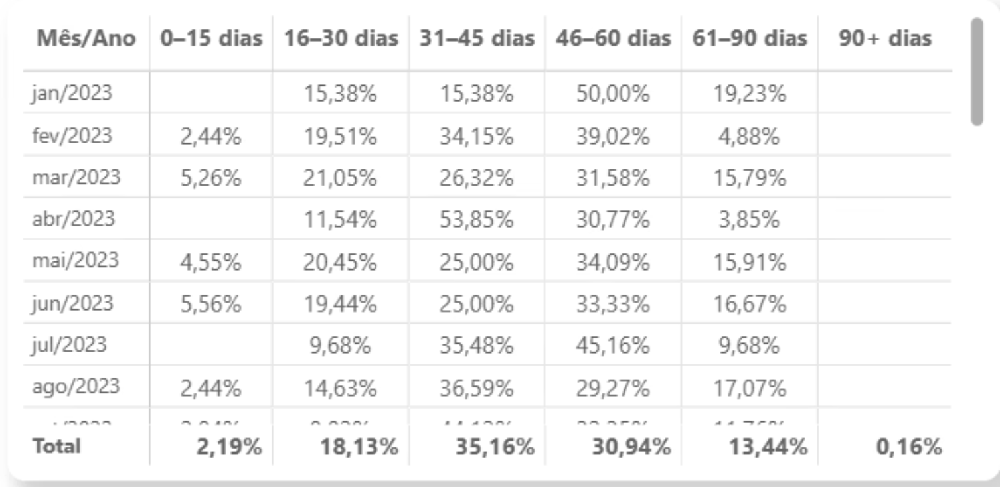 Mês/Ano 0–15 dias 16–30 dias 31–45 dias 46–60 dias 61–90 dias 90+ dias
jan/2023 15,38% 15,38% 50,00% 19,23%
fev/2023 2,44% 19,51% 34,15% 39,02% 4,88%
mar/2023 5,26% 21,05% 26,32% 31,58% 15,79%
abr/2023 11,54% 53,85% 30,77% 3,85%
mai/2023 4,55% 20,45% 25,00% 34,09% 15,91%
jun/2023 5,56% 19,44% 25,00% 33,33% 16,67%
jul/2023 9,68% 35,48% 45,16% 9,68%
ago/2023 2,44% 14,63% 36,59% 29,27% 17,07%
Total 2,19% 18,13% 35,16% 30,94% 13,44% 0,16%